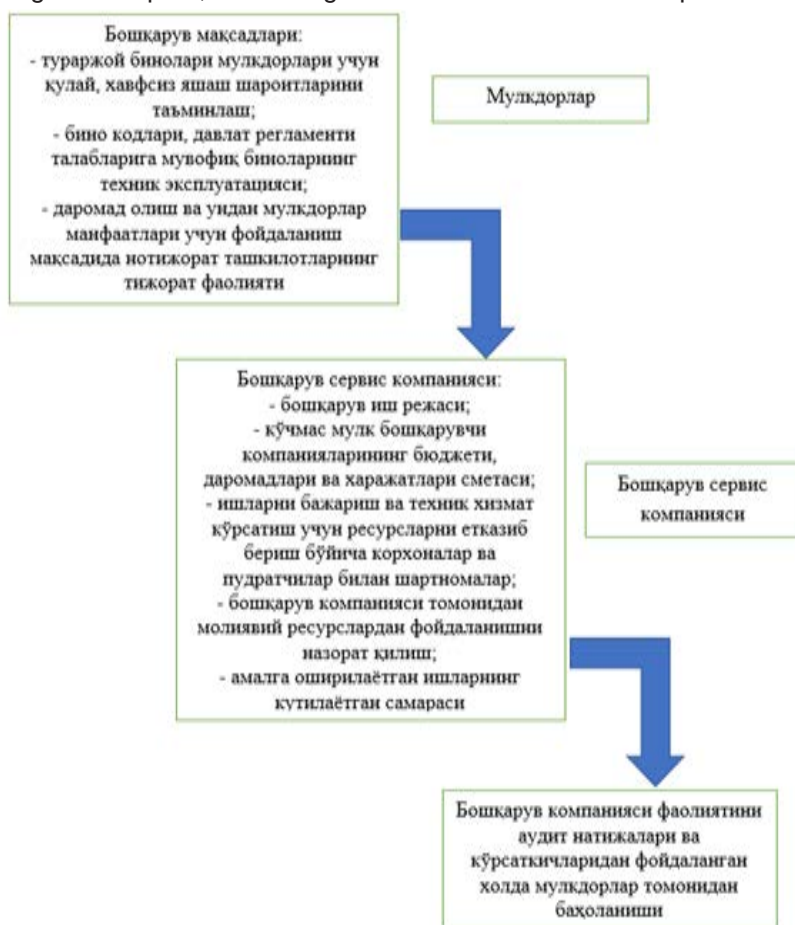 Бошқарув мақсадлари:
- тураржой бинолари мулкдорлари учун
қулай, хавфсиз яшаш шароитларини
таъминлаш;
- бино кодлари, давлат регламенти
талабларига мувофиқ биноларнинг
техник эксплуатацияси;
- даромад олиш ва ундан мулкдорлар
манфаатлари учун фойдаланиш
мақсадида нотижорат ташкилотларнинг
тижорат фаолияти
Мулкдорлар
Бошқарув сервис компанияси:
- бошқарув иш режаси;
- кўчмас мулк бошқарувчи
компанияларининг бюджети,
даромадлари ва харажатлари сметаси;
- ишларни бажариш ва техник хизмат
кўрсатиш учун ресурсларни етказиб
бериш бўйича корхоналар ва
пудратчилар билан шартномалар;
- бошқарув компанияси томонидан
молиявий ресурслардан фойдаланишни
назорат қилиш;
- амалга оширилаётган ишларнинг
кутилаётган самараси
Бошқарув сервис
компанияси
Бошқарув компанияси фаолиятини
аудит натижалари ва
кўрсаткичларидан фойдаланган
холда мулкдорлар томонидан
баҳоланиши